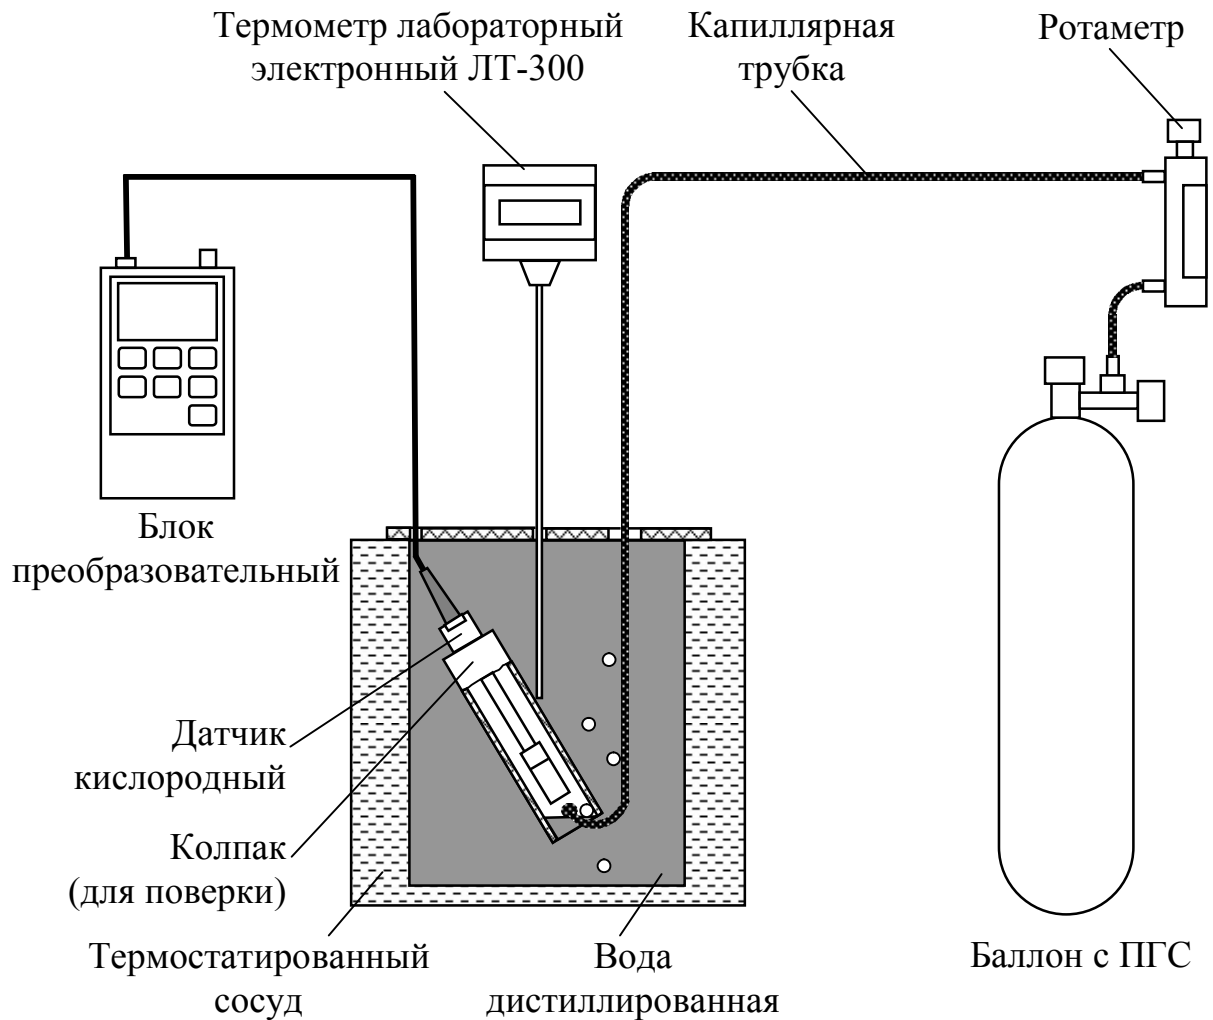 Термометр лабораторный
электронный ЛТ-300
Капиллярная
трубка
Ротаметр
Блок
преобразовательный
Датчик
кислородный
Колпак
(для поверки)
Термостатированный
сосуд
Вода
дистиллированная
Баллон с ПГС